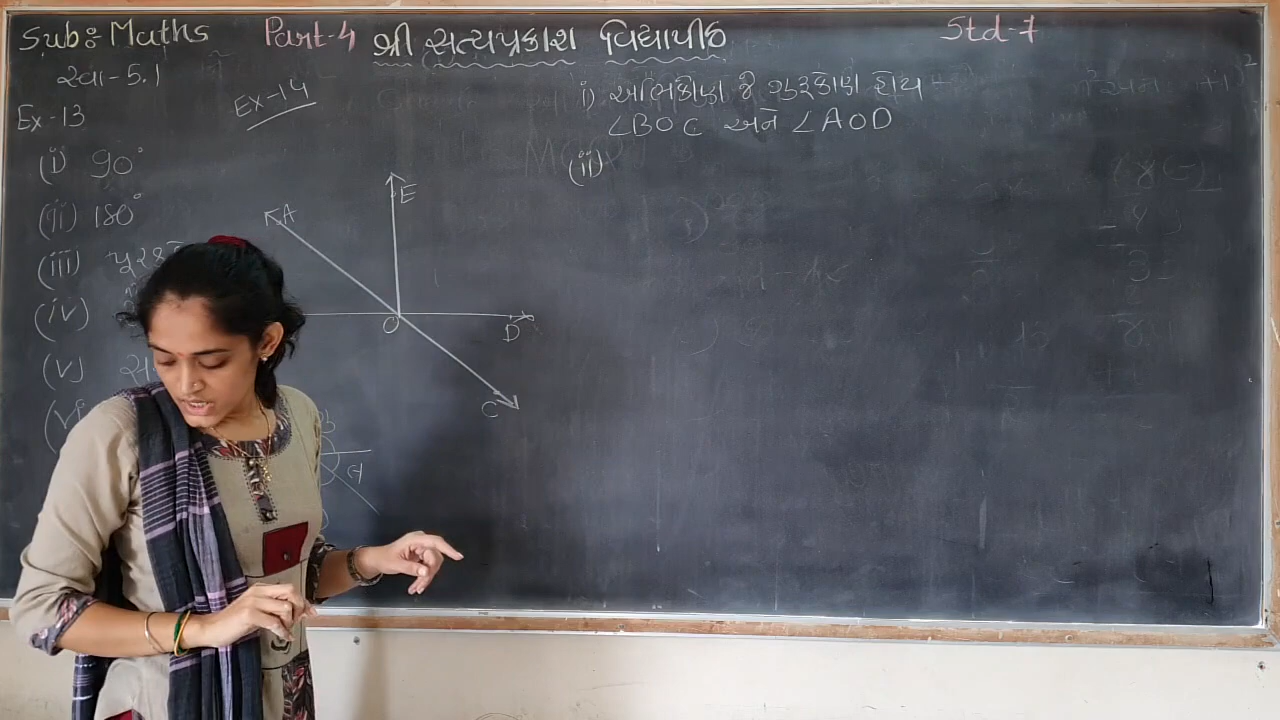 Sub: Maths Part-4 શ્રી સત્યપ્રકાશ વિદ્યાપીઠ Std-7
સ્વા-5.1
Ex-13
(i) 90°
(ii) 180°
(iii)
(iv)
(v)
Ex-14
A
E
O
D
C
i) અભિકોણ જે ગુરુકોણ હોય
∠BOC અને ∠AOD
(ii)